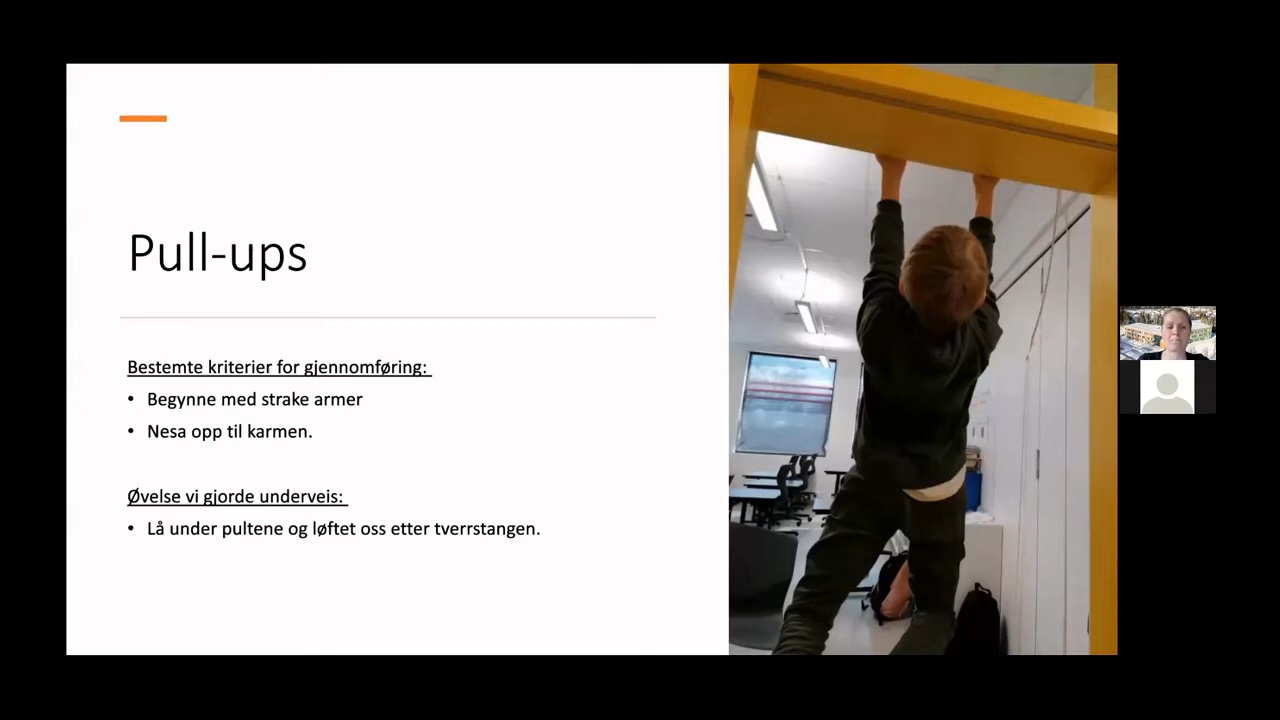 Pull-ups
Bestemte kriterier for gjennomføring:
• Begynne med strake armer
• Nesa opp til karmen.
Øvelse vi gjorde underveis:
• Lå under pultene og løftet oss etter tverrstangen.